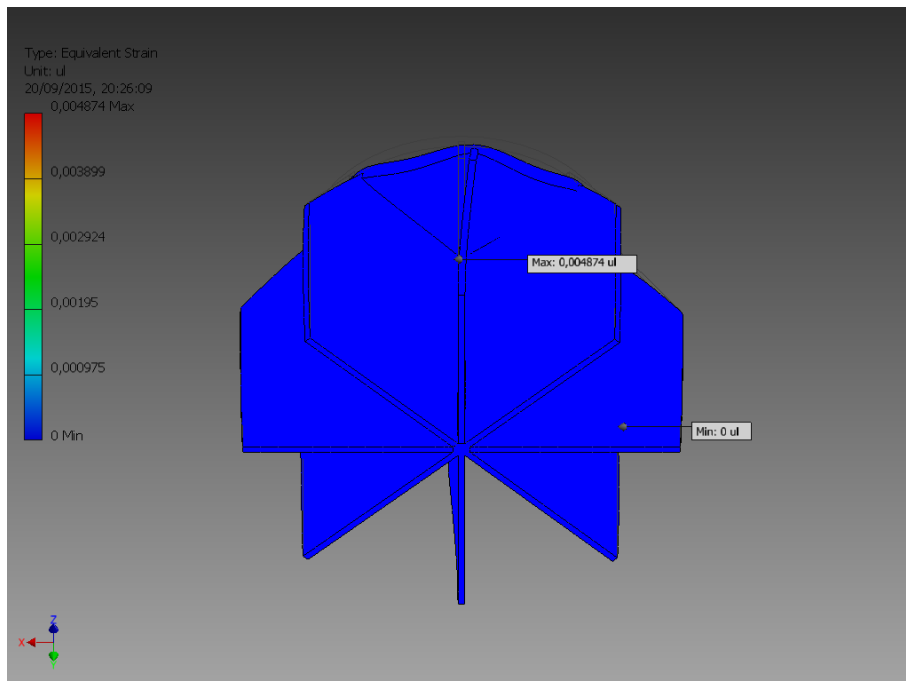 Type: Equivalent Strain
Unit: ul
20/09/2015, 20:26:09
0,004874 Max
0,003899
0,002924
0,00195
0,000975
0 Min
Max: 0,004874 ul
Min: 0 ul
Z
X